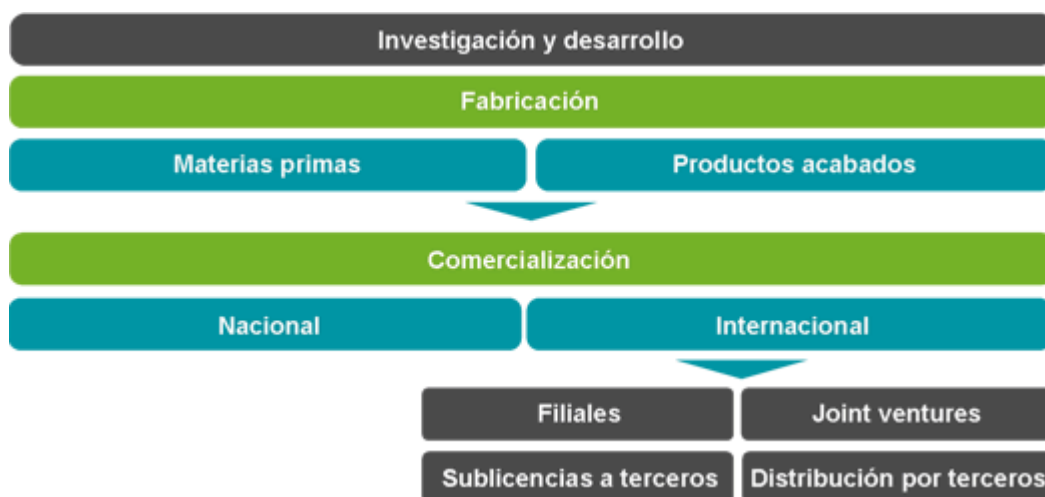 Investigación y desarrollo
Fabricación
Materias primas
Productos acabados
Comercialización
Nacional
Internacional
Filiales
Joint ventures
Sublicencias a terceros
Distribución por terceros